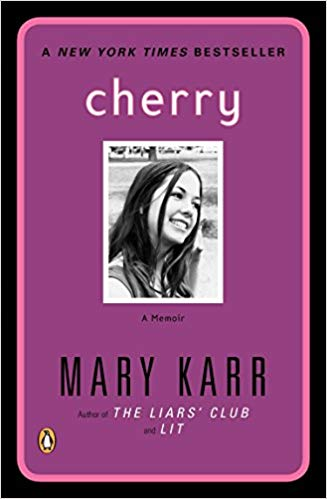 A NEW YORK TIMES BESTSELLER
cherry
A Memoir
MARY KARR
Author of THE LIARS' CLUB
and LIT